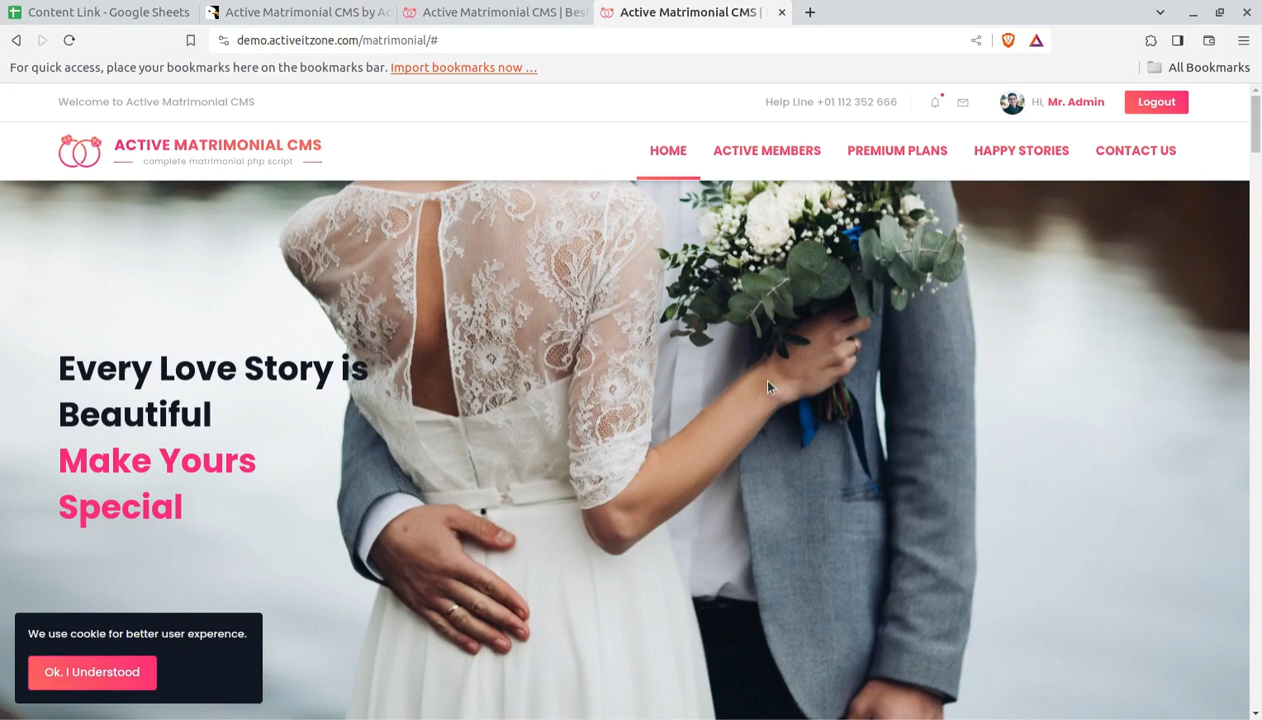 Content Link - Google Sheets
Active Matrimonial CMS by Ac
Active Matrimonial CMS | Bes
Active Matrimonial CMS |
demo.activeitzone.com/matrimonial/#
For quick access, place your bookmarks here on the bookmarks bar. Import bookmarks now ...
All Bookmarks
Welcome to Active Matrimonial CMS
Help Line +01 112 352 666
Hi, Mr. Admin
Logout
ACTIVE MATRIMONIAL CMS
complete matrimonial php script
HOME
ACTIVE MEMBERS
PREMIUM PLANS
HAPPY STORIES
CONTACT US
Every Love Story is
Beautiful
Make Yours
Special
We use cookie for better user experence.
Ok. I Understood